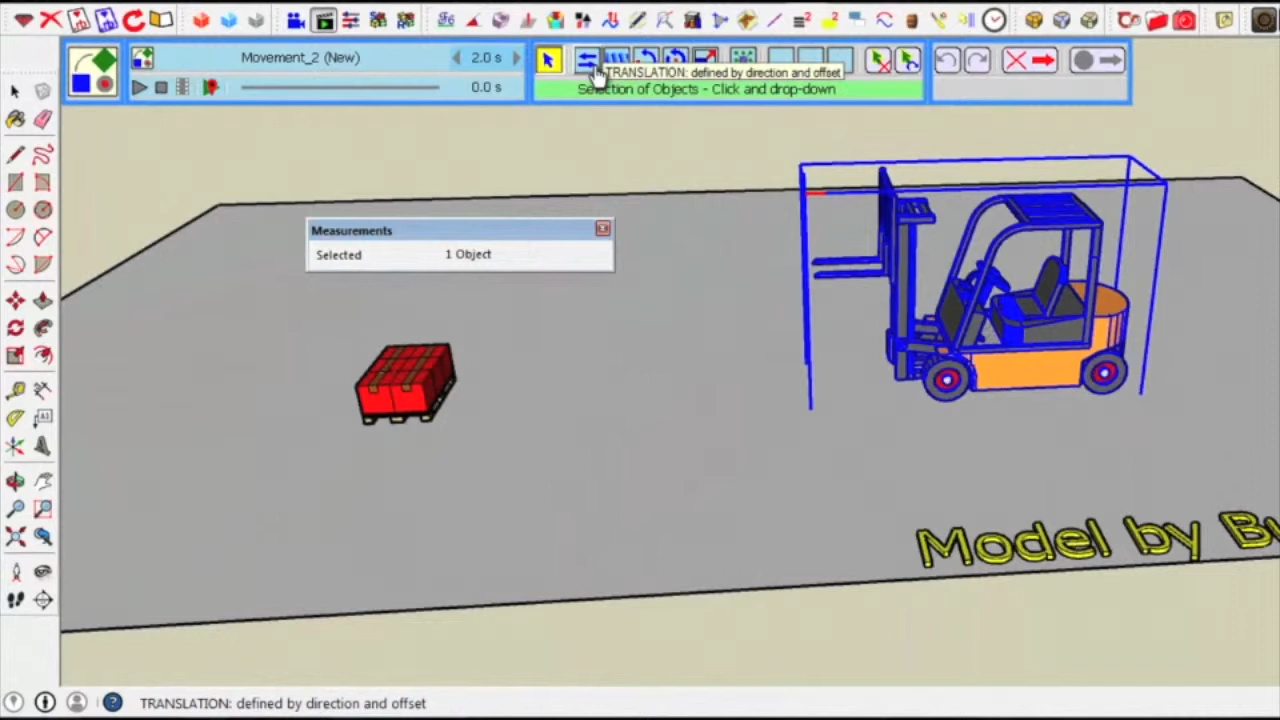 Movement_2 (New)
2.0 s
0.0 s
TRANSLATION: defined by direction and offset
Selection of Objects - Click and drop-down
Measurements
Selected 1 Object
Model by Bu
TRANSLATION: defined by direction and offset